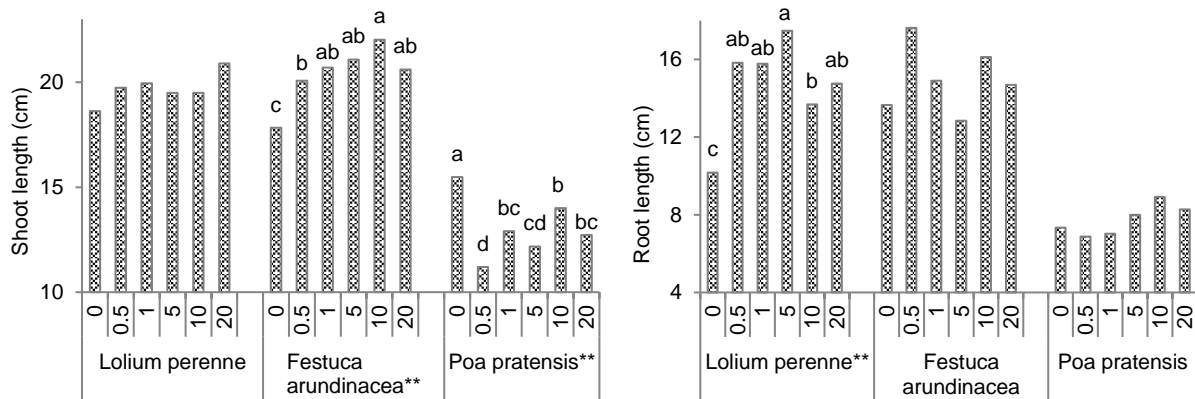 Shoot length (cm)
20
15
10
c b ab ab a ab
a d bc cd b bc
0 0.5 1 5 10 20 0 0.5 1 5 10 20 0 0.5 1 5 10 20
Lolium perenne Festuca arundinacea** Poa pratensis**
Root length (cm)
16
12
8
4
c ab ab a b ab
0 0.5 1 5 10 20 0 0.5 1 5 10 20 0 0.5 1 5 10 20
Lolium perenne** Festuca arundinacea Poa pratensis